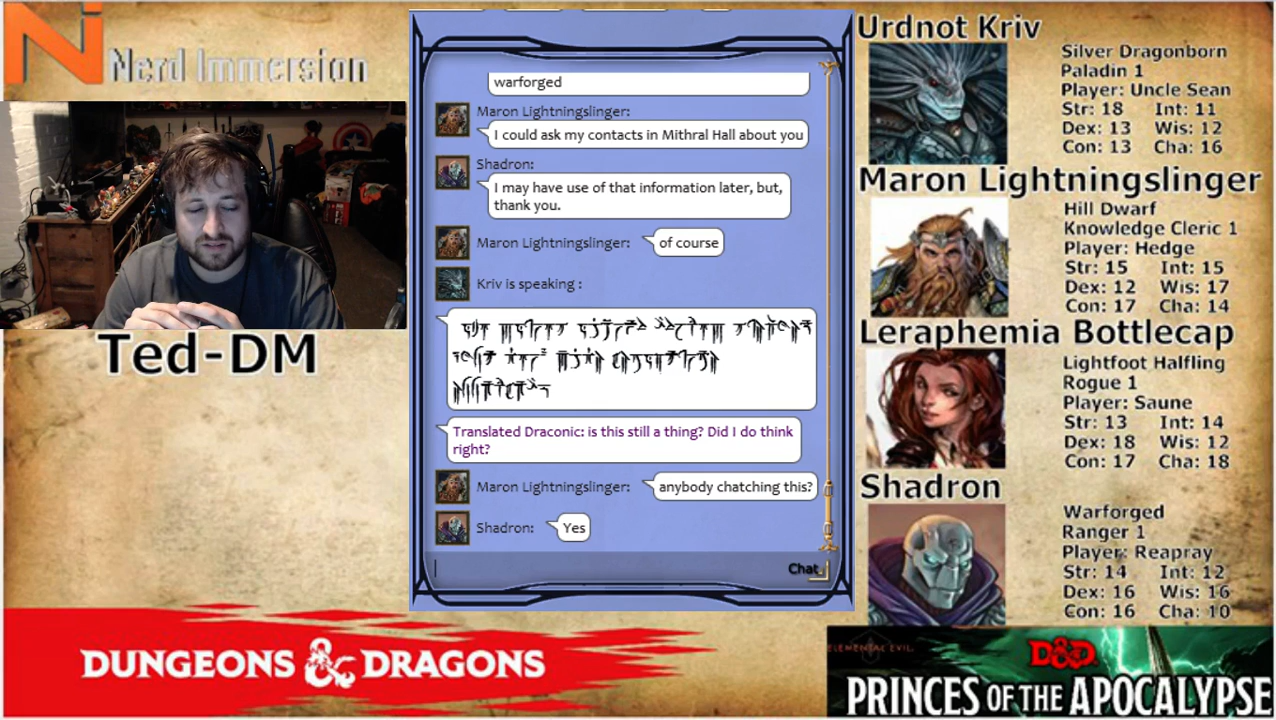 Ni Nerd Immersion
Ted-DM
DUNGEONS & DRAGONS
warforged
Maron Lightningslinger:
I could ask my contacts in Mithral Hall about you
Shadron:
I may have use of that information later, but,
thank you.
Maron Lightningslinger: of course
Kriv is speaking :
Translated Draconic: is this still a thing? Did I do think
right?
Maron Lightningslinger: anybody chatching this?
Shadron: Yes
Chat
Urdnot Kriv
Silver Dragonborn
Paladin 1
Player: Uncle Sean
Str: 18 Int: 11
Dex: 13 Wis: 12
Con: 13 Cha: 16
Maron Lightningslinger
Hill Dwarf
Knowledge Cleric 1
Player: Hedge
Str: 15 Int: 15
Dex: 12 Wis: 17
Con: 17 Cha: 14
Leraphemia Bottlecap
Lightfoot Halfling
Rogue 1
Player: Saune
Str: 13 Int: 14
Dex: 18 Wis: 12
Con: 17 Cha: 18
Shadron
Warforged
Ranger 1
Player: Reapray
Str: 14 Int: 12
Dex: 16 Wis: 16
Con: 16 Cha: 10
ELEMENTAL EVIL
D&D
PRINCES OF THE APOCALYPSE